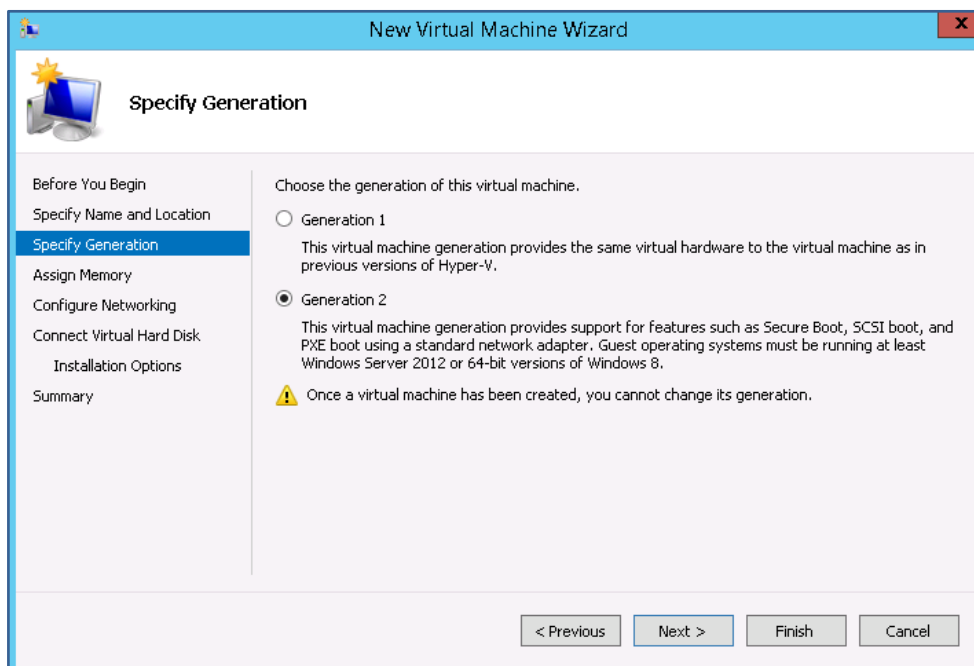 New Virtual Machine Wizard
X
Specify Generation
Before You Begin
Specify Name and Location
Specify Generation
Assign Memory
Configure Networking
Connect Virtual Hard Disk
Installation Options
Summary
Choose the generation of this virtual machine.
Generation 1
This virtual machine generation provides the same virtual hardware to the virtual machine as in
previous versions of Hyper-V.
Generation 2
This virtual machine generation provides support for features such as Secure Boot, SCSI boot, and
PXE boot using a standard network adapter. Guest operating systems must be running at least
Windows Server 2012 or 64-bit versions of Windows 8.
Once a virtual machine has been created, you cannot change its generation.
< Previous
Next >
Finish
Cancel